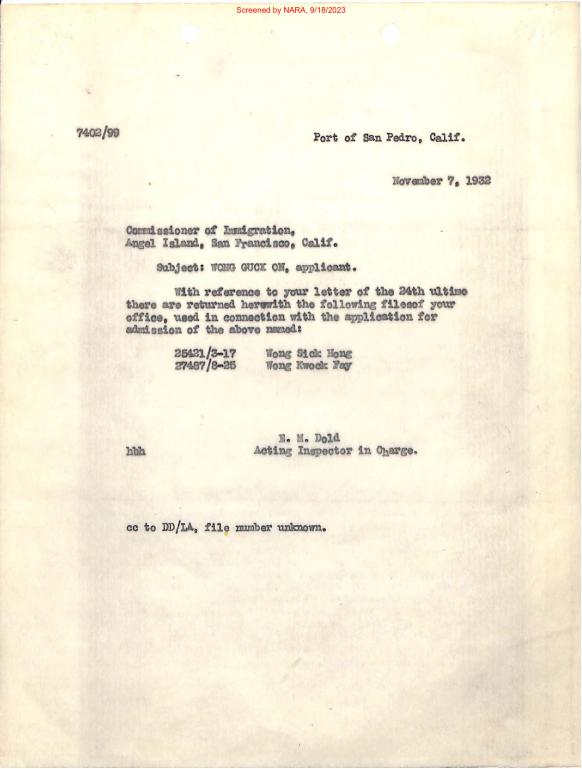 Screened by NARA, 9/18/2023
7402/99
Port of San Pedro, Calif.
November 7, 1932
Commissioner of Immigration,
Angel Island, San Francisco, Calif.
Subject: WONG GUCK ON, applicant.
With reference to your letter of the 24th ultimo
there are returned herewith the following filesof your
office, used in connection with the application for
admission of the above named:
25421/3-17 Wong Sick Hong
27487/8-25 Wong Kwock Fay
E. M. Dold
hbh Acting Inspector in Charge.
cc to DD/LA, file number unknown.